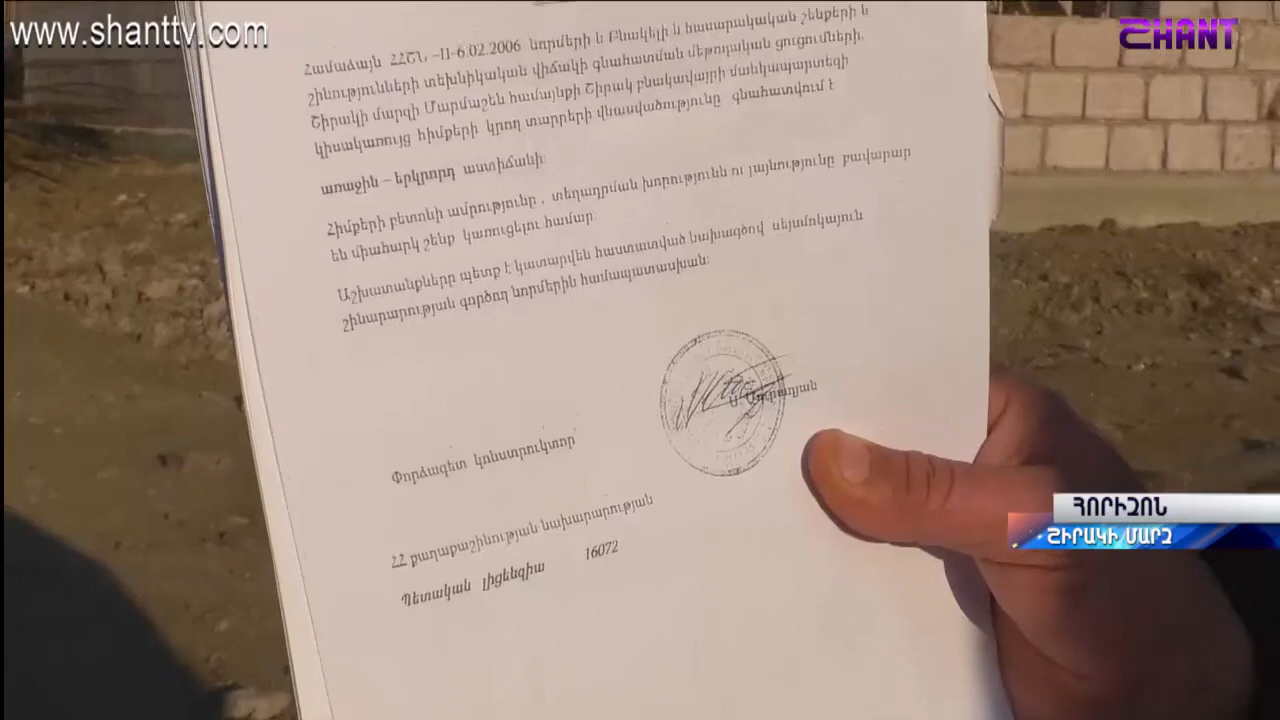 www.shanttv.com
SHANT
Համաձայն ՀՀՇՆ –II-6.02.2006 նորմերի և Բնակելի և հասարակական շենքերի և
շինությունների տեխնիկական վիճակի գնահատման մեթոդական ցուցումների,
Շիրակի մարզի Մարմաշեն համայնքի Շիրակ բնակավայրի մանկապարտեզի
կիսակառույց հիմքերի կրող տարրերի վնասվածությունը գնահատվում է
առաջին – երկրորդ աստիճանի:
Հիմքերի բետոնի ամրությունը , տեղադրման խորությունն ու լայնությունը բավարար
են միահարկ շենք կառուցելու համար:
Աշխատանքները պետք է կատարվեն հաստատված նախագծով սեյսմոկայուն
շինարարության գործող նորմերին համապատասխան:
Փորձագետ կոնստրուկտոր
ՀՀ քաղաքաշինության նախարարության
Պետական լիցենզիա 16072
ՀՈՐԻԶՈՆ
ՇԻՐԱԿԻ ՄԱՐԶ